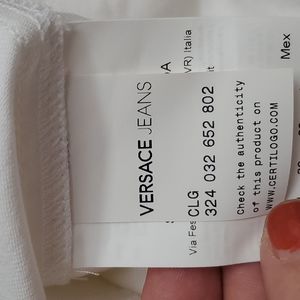 VERSACE JEANS
Via Fes
CLG
324 032 652 802
Check the authenticity
of this product on
WWW.CERTILOGO.COM
VR) Italia
Mex